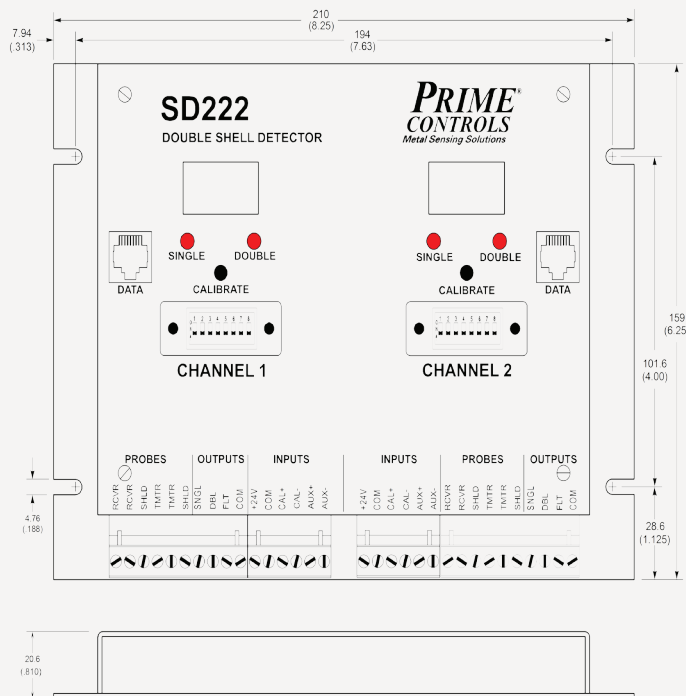 210
(8.25)
7.94
(.313)
194
(7.63)
SD222
DOUBLE SHELL DETECTOR
PRIME®
CONTROLS
Metal Sensing Solutions
SINGLE DOUBLE
CALIBRATE
DATA
1 2 3 4 5 6 7 8
CHANNEL 1
SINGLE DOUBLE
CALIBRATE
DATA
1 2 3 4 5 6 7 8
CHANNEL 2
159
(6.25
101.6
(4.00)
PROBES OUTPUTS INPUTS INPUTS PROBES OUTPUTS
RCVR RCVR SHLD TMTR TMTR SHLD SNGL DBL FLT COM +24V COM CAL+ CAL- AUX+ AUX- +24V COM CAL+ CAL- AUX+ AUX- RCVR RCVR SHLD TMTR TMTR SHLD SNGL DBL FLT COM
4.76
(.188)
28.6
(1.125)
20.6
(.810)